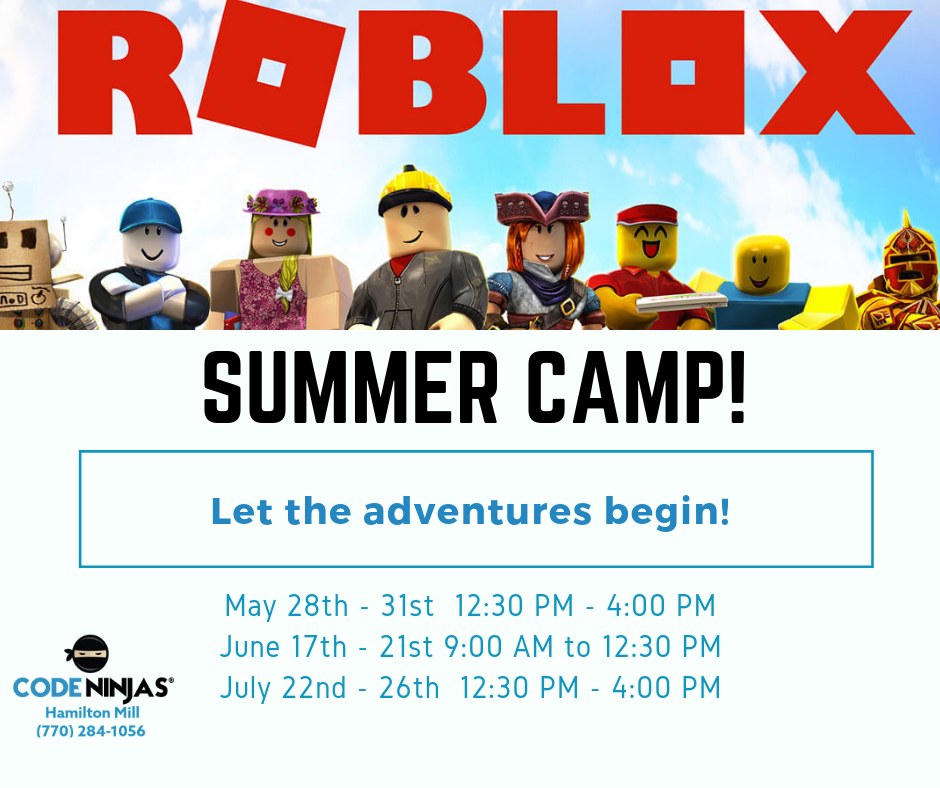 ROBLOX
SUMMER CAMP!
Let the adventures begin!
May 28th - 31st 12:30 PM - 4:00 PM
June 17th - 21st 9:00 AM to 12:30 PM
July 22nd - 26th 12:30 PM - 4:00 PM
CODE NINJAS®
Hamilton Mill
(770) 284-1056